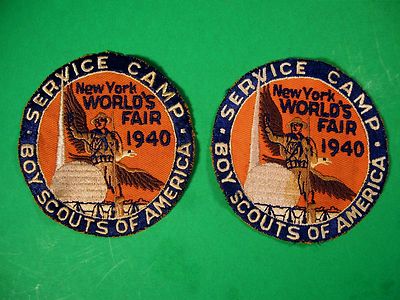 SERVICE CAMP
New York
WORLD'S
FAIR
1940
BOY SCOUTS OF AMERICA
SERVICE CAMP
New York
WORLD'S
FAIR
1940
BOY SCOUTS OF AMERICA